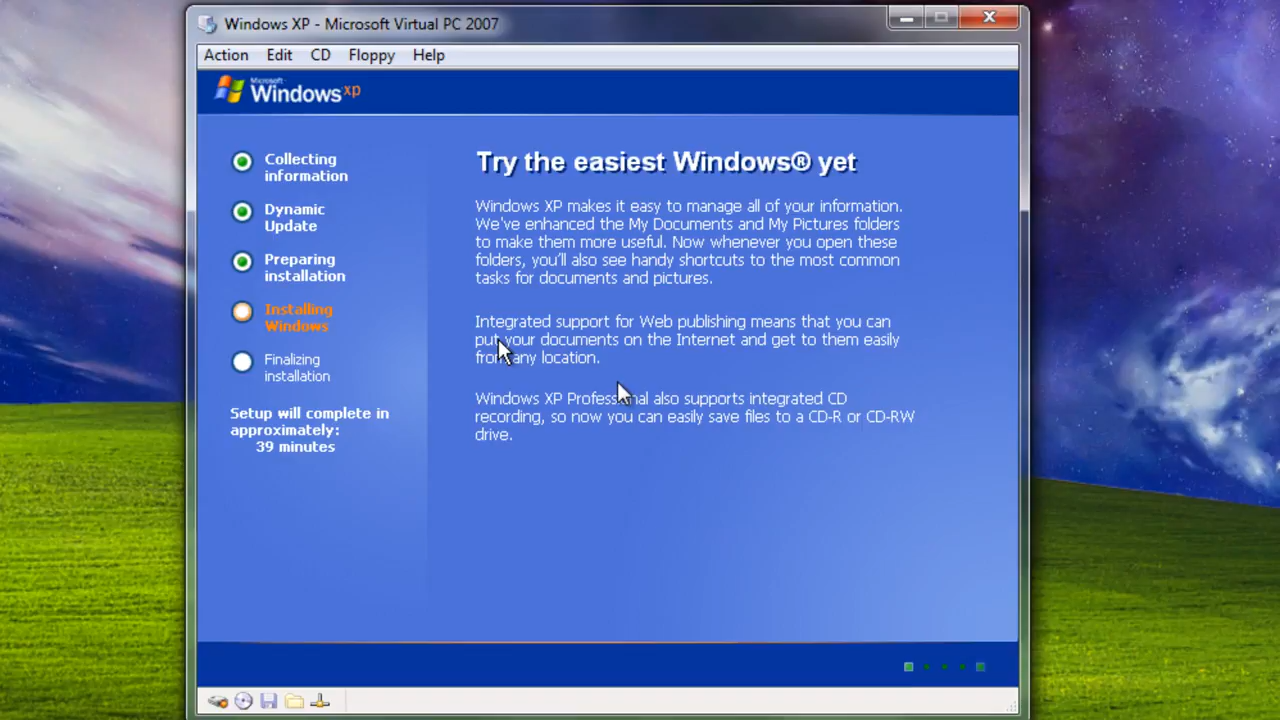 Windows XP - Microsoft Virtual PC 2007
Action Edit CD Floppy Help
Microsoft
Windows xp
Collecting
information
Dynamic
Update
Preparing
installation
Installing
Windows
Finalizing
installation
Setup will complete in
approximately:
39 minutes
Try the easiest Windows® yet
Windows XP makes it easy to manage all of your information.
We've enhanced the My Documents and My Pictures folders
to make them more useful. Now whenever you open these
folders, you'll also see handy shortcuts to the most common
tasks for documents and pictures.
Integrated support for Web publishing means that you can
put your documents on the Internet and get to them easily
from any location.
Windows XP Professional also supports integrated CD
recording, so now you can easily save files to a CD-R or CD-RW
drive.